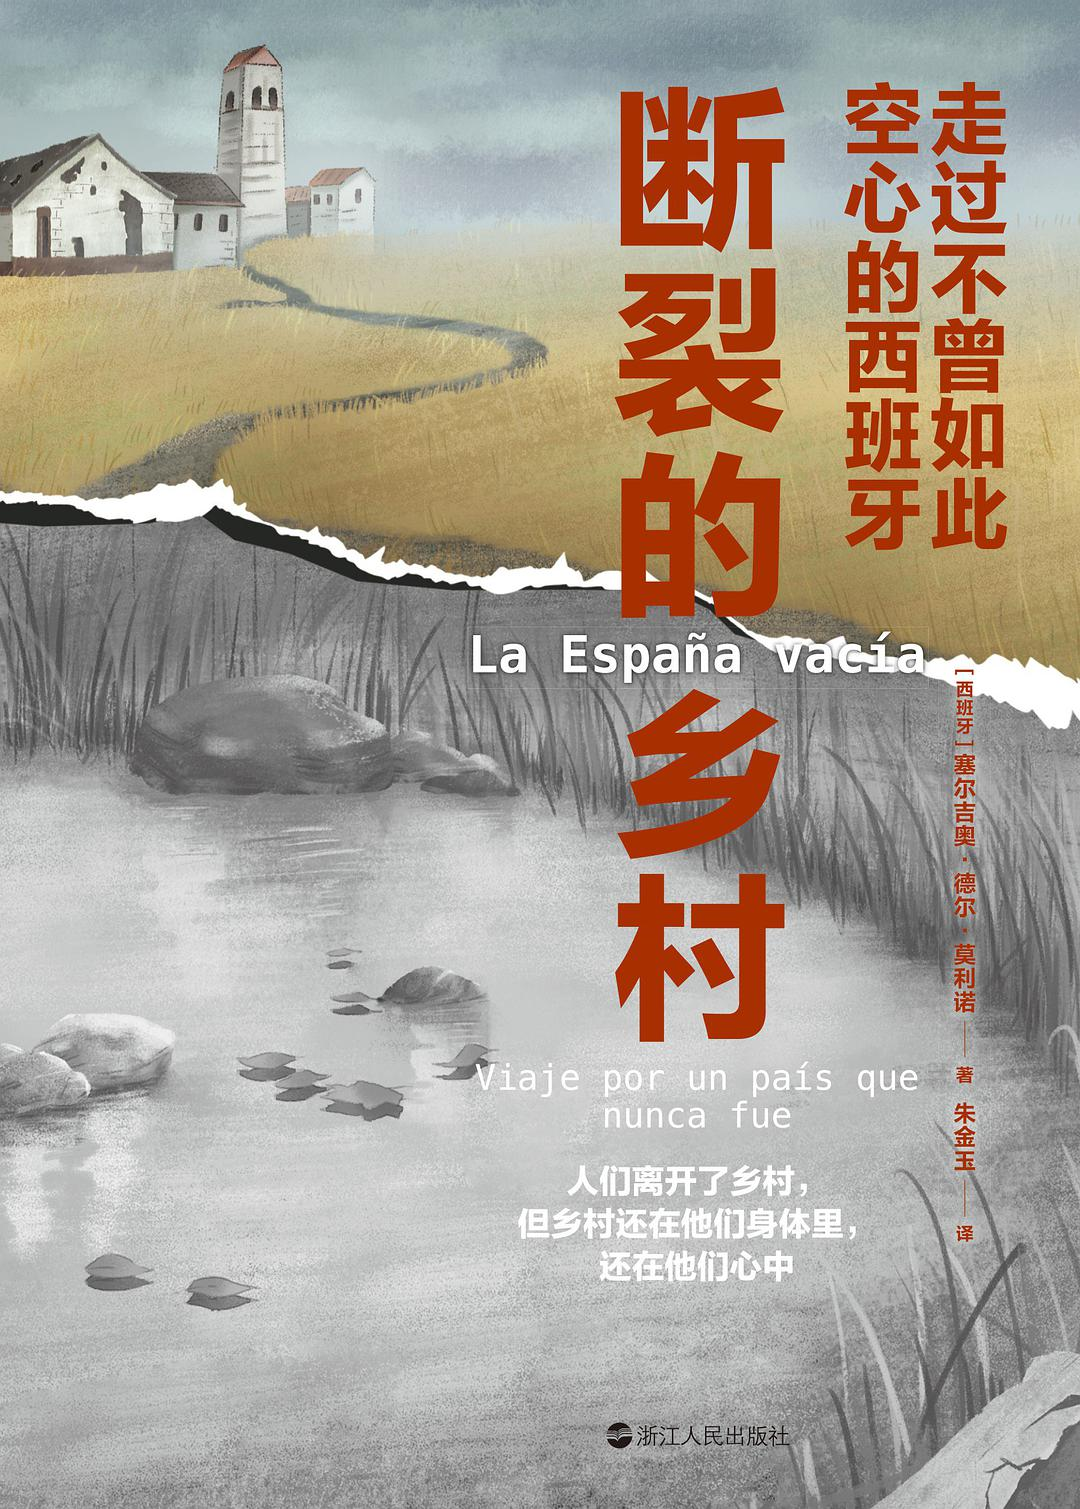 走过不曾如此
空心的西班牙
断裂的乡村
La España vacía
[西班牙]塞尔吉奥·德尔·莫利诺——著 朱金玉——译
Viaje por un país que
nunca fue
人们离开了乡村，
但乡村还在他们身体里，
还在他们心中
浙江人民出版社